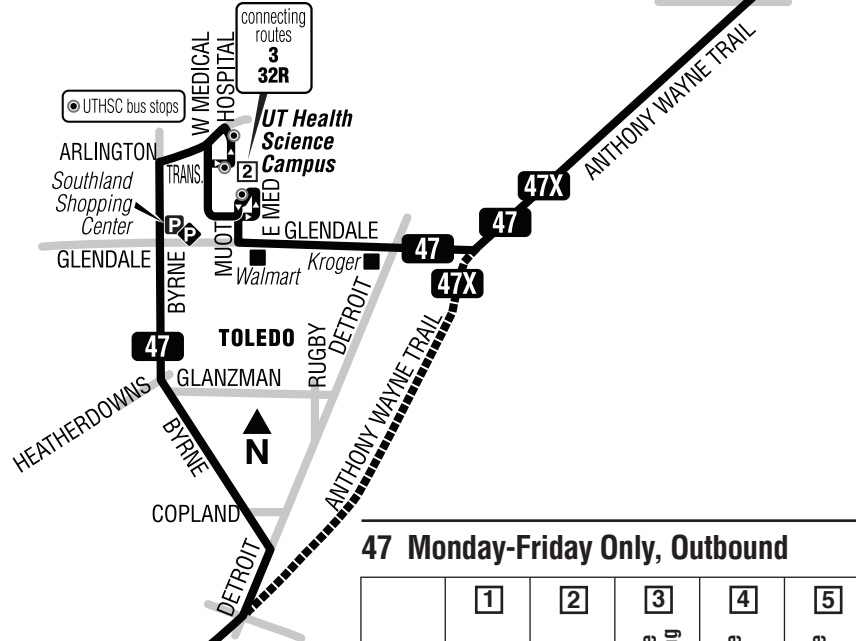 connecting
routes
3
32R
UTHSC bus stops
W MEDICAL
HOSPITAL
UT Health
Science
Campus
2
ARLINGTON
TRANS.
Southland
Shopping
Center
P
P
E MED
MUOT
GLENDALE
GLENDALE
BYRNE
Walmart
Kroger
47
47X
47
47X
ANTHONY WAYNE TRAIL
47
TOLEDO
RUGBY
DETROIT
ANTHONY WAYNE TRAIL
GLANZMAN
HEATHERDOWNS
BYRNE
N
COPLAND
DETROIT
47 Monday-Friday Only, Outbound
1 2 3 4 5